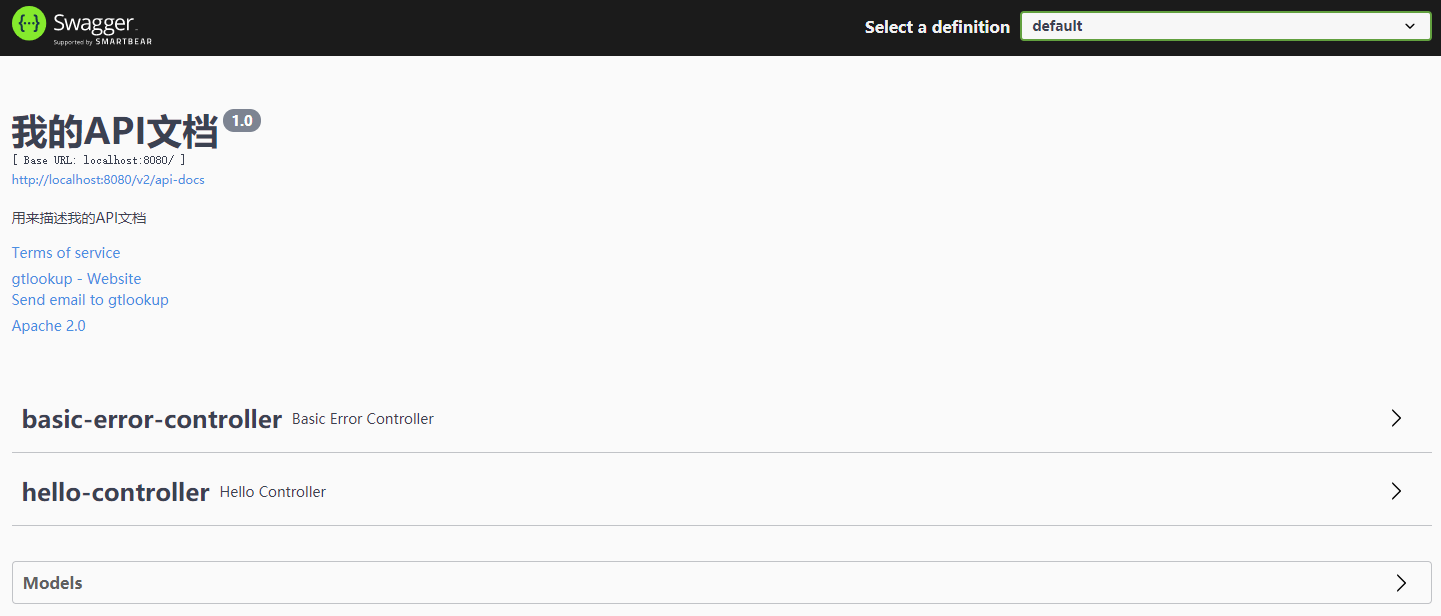 Swagger
Supported by SMARTBEAR
Select a definition
default
我的API文档 1.0
[ Base URL: localhost:8080/ ]
http://localhost:8080/v2/api-docs
用来描述我的API文档
Terms of service
gtlookup - Website
Send email to gtlookup
Apache 2.0
basic-error-controller Basic Error Controller
hello-controller Hello Controller
Models